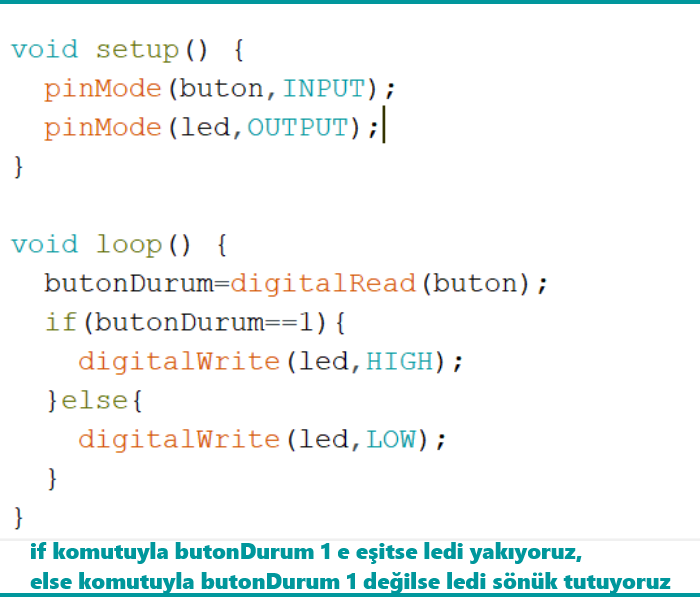 void setup() {
  pinMode(buton,INPUT);
  pinMode(led,OUTPUT);
}

void loop() {
  butonDurum=digitalRead(buton);
  if(butonDurum==1){
    digitalWrite(led,HIGH);
  }else{
    digitalWrite(led,LOW);
  }
}
if komutuyla butonDurum 1 e eşitse ledi yakıyoruz,
else komutuyla butonDurum 1 değilse ledi sönük tutuyoruz